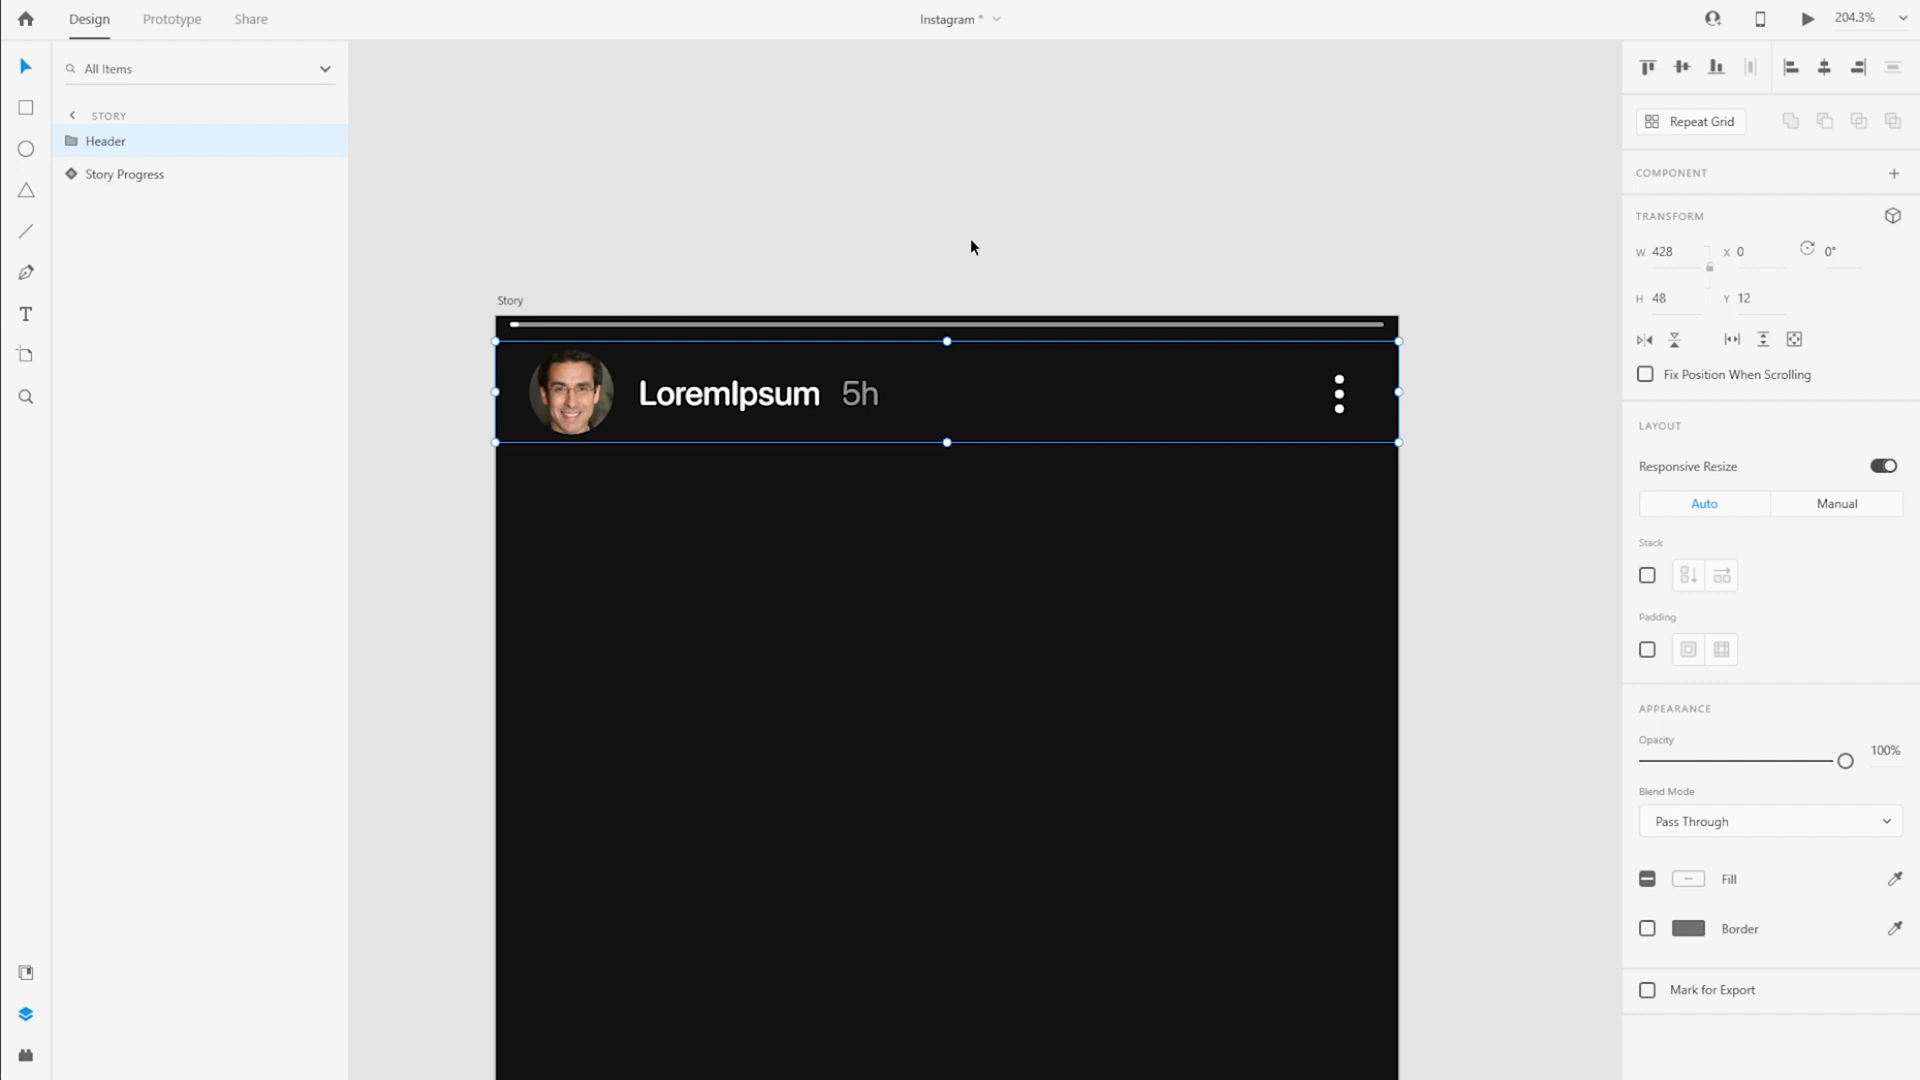 Design Prototype Share Instagram * 204.3%
All Items
STORY
Header
Story Progress
Story
LoremIpsum 5h
Repeat Grid
COMPONENT
TRANSFORM
W 428 X 0 0°
H 48 Y 12
Fix Position When Scrolling
LAYOUT
Responsive Resize
Auto Manual
Stack
Padding
APPEARANCE
Opacity
100%
Blend Mode
Pass Through
Fill
Border
Mark for Export